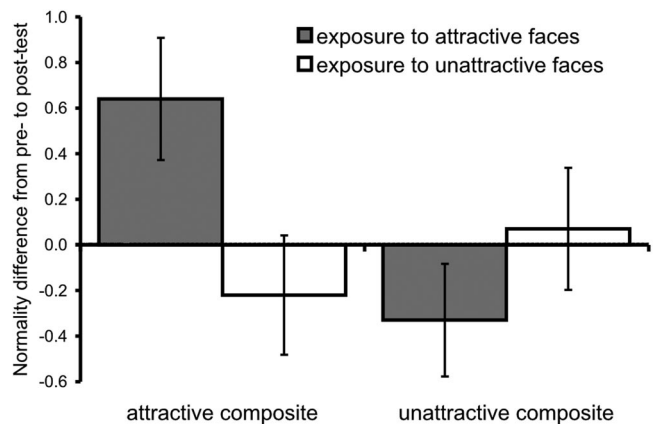 Normality difference from pre- to post-test
1.0
0.8
0.6
0.4
0.2
0.0
-0.2
-0.4
-0.6
exposure to attractive faces
exposure to unattractive faces
attractive composite
unattractive composite